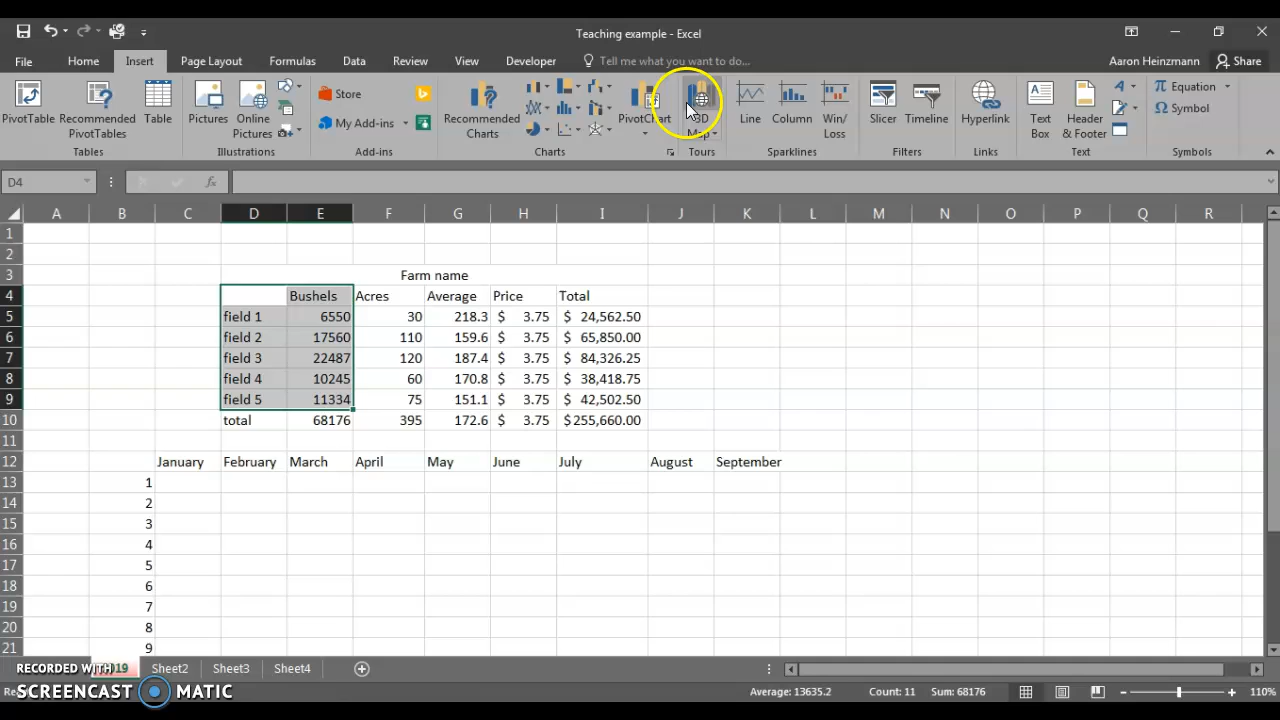 Teaching example - Excel
File Home Insert Page Layout Formulas Data Review View Developer Tell me what you want to do... Aaron Heinzmann Share
PivotTable Recommended PivotTables Table Pictures Online Pictures Store My Add-ins Recommended Charts PivotChart 3D Map Line Column Win/Loss Slicer Timeline Hyperlink Text Box Header & Footer Equation Symbol
Tables Illustrations Add-ins Charts Tours Sparklines Filters Links Text Symbols
D4 fx
A B C D E F G H I J K L M N O P Q R
1
2
3 Farm name
4 Bushels Acres Average Price Total
5 field 1 6550 30 218.3 $ 3.75 $ 24,562.50
6 field 2 17560 110 159.6 $ 3.75 $ 65,850.00
7 field 3 22487 120 187.4 $ 3.75 $ 84,326.25
8 field 4 10245 60 170.8 $ 3.75 $ 38,418.75
9 field 5 11334 75 151.1 $ 3.75 $ 42,502.50
10 total 68176 395 172.6 $ 3.75 $255,660.00
11
12 January February March April May June July August September
13 1
14 2
15 3
16 4
17 5
18 6
19 7
20 8
21 9
RECORDED WITH Sheet2 Sheet3 Sheet4
SCREENCAST MATIC Average: 13635.2 Count: 11 Sum: 68176 110%